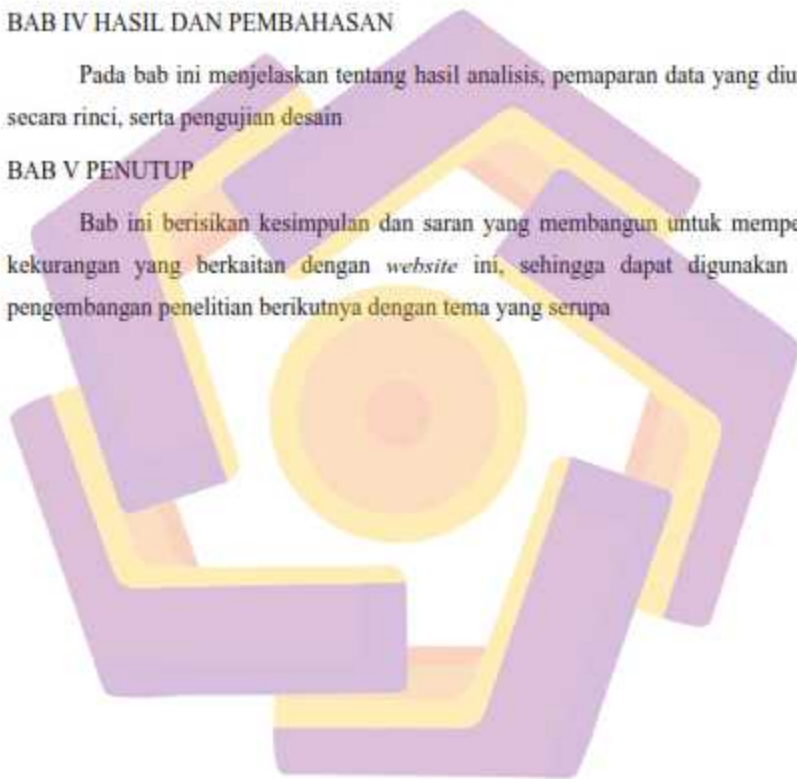 BAB IV HASIL DAN PEMBAHASAN
Pada bab ini menjelaskan tentang hasil analisis, pemaparan data yang diu
secara rinci, serta pengujian desain
BAB V PENUTUP
Bab ini berisikan kesimpulan dan saran yang membangun untuk mempe
kekurangan yang berkaitan dengan website ini, sehingga dapat digunakan
pengembangan penelitian berikutnya dengan tema yang serupa